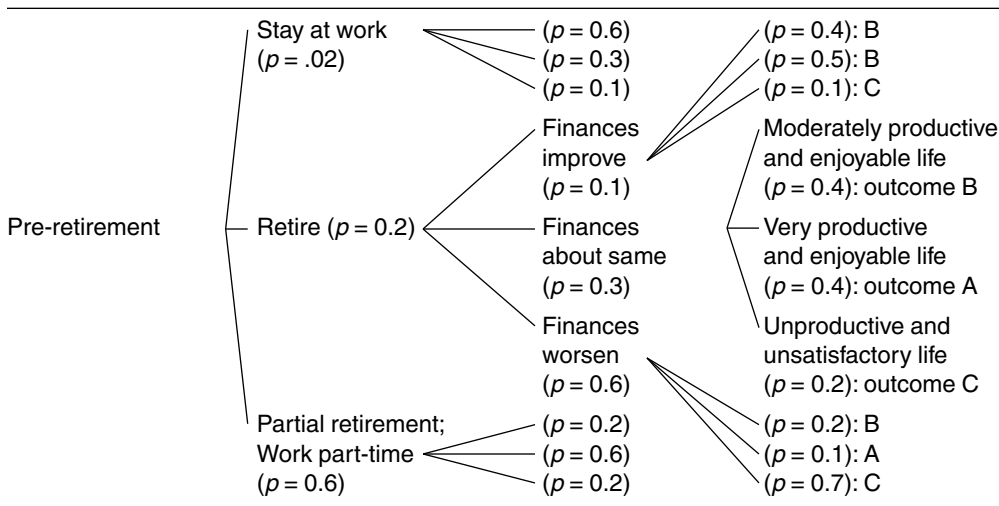 Pre-retirement
Stay at work
(p = .02)
Retire (p = 0.2)
Partial retirement;
Work part-time
(p = 0.6)
(p = 0.6)
(p = 0.3)
(p = 0.1)
Finances
improve
(p = 0.1)
Finances
about same
(p = 0.3)
Finances
worsen
(p = 0.6)
(p = 0.2)
(p = 0.6)
(p = 0.2)
(p = 0.4): B
(p = 0.5): B
(p = 0.1): C
Moderately productive
and enjoyable life
(p = 0.4): outcome B
Very productive
and enjoyable life
(p = 0.4): outcome A
Unproductive and
unsatisfactory life
(p = 0.2): outcome C
(p = 0.2): B
(p = 0.1): A
(p = 0.7): C